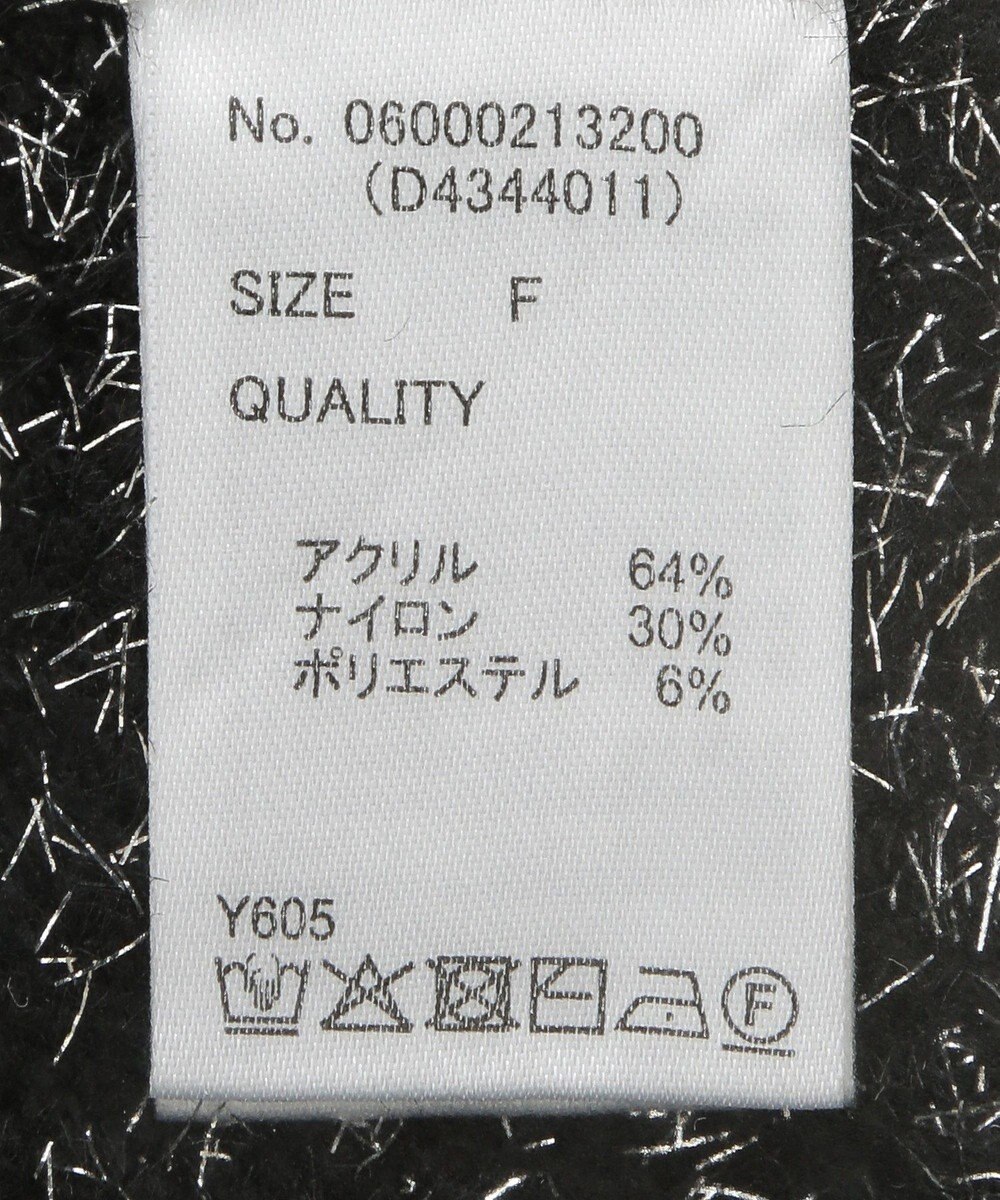 No. 06000213200
(D4344011)
SIZE F
QUALITY
アクリル 64%
ナイロン 30%
ポリエステル 6%
Y605
F